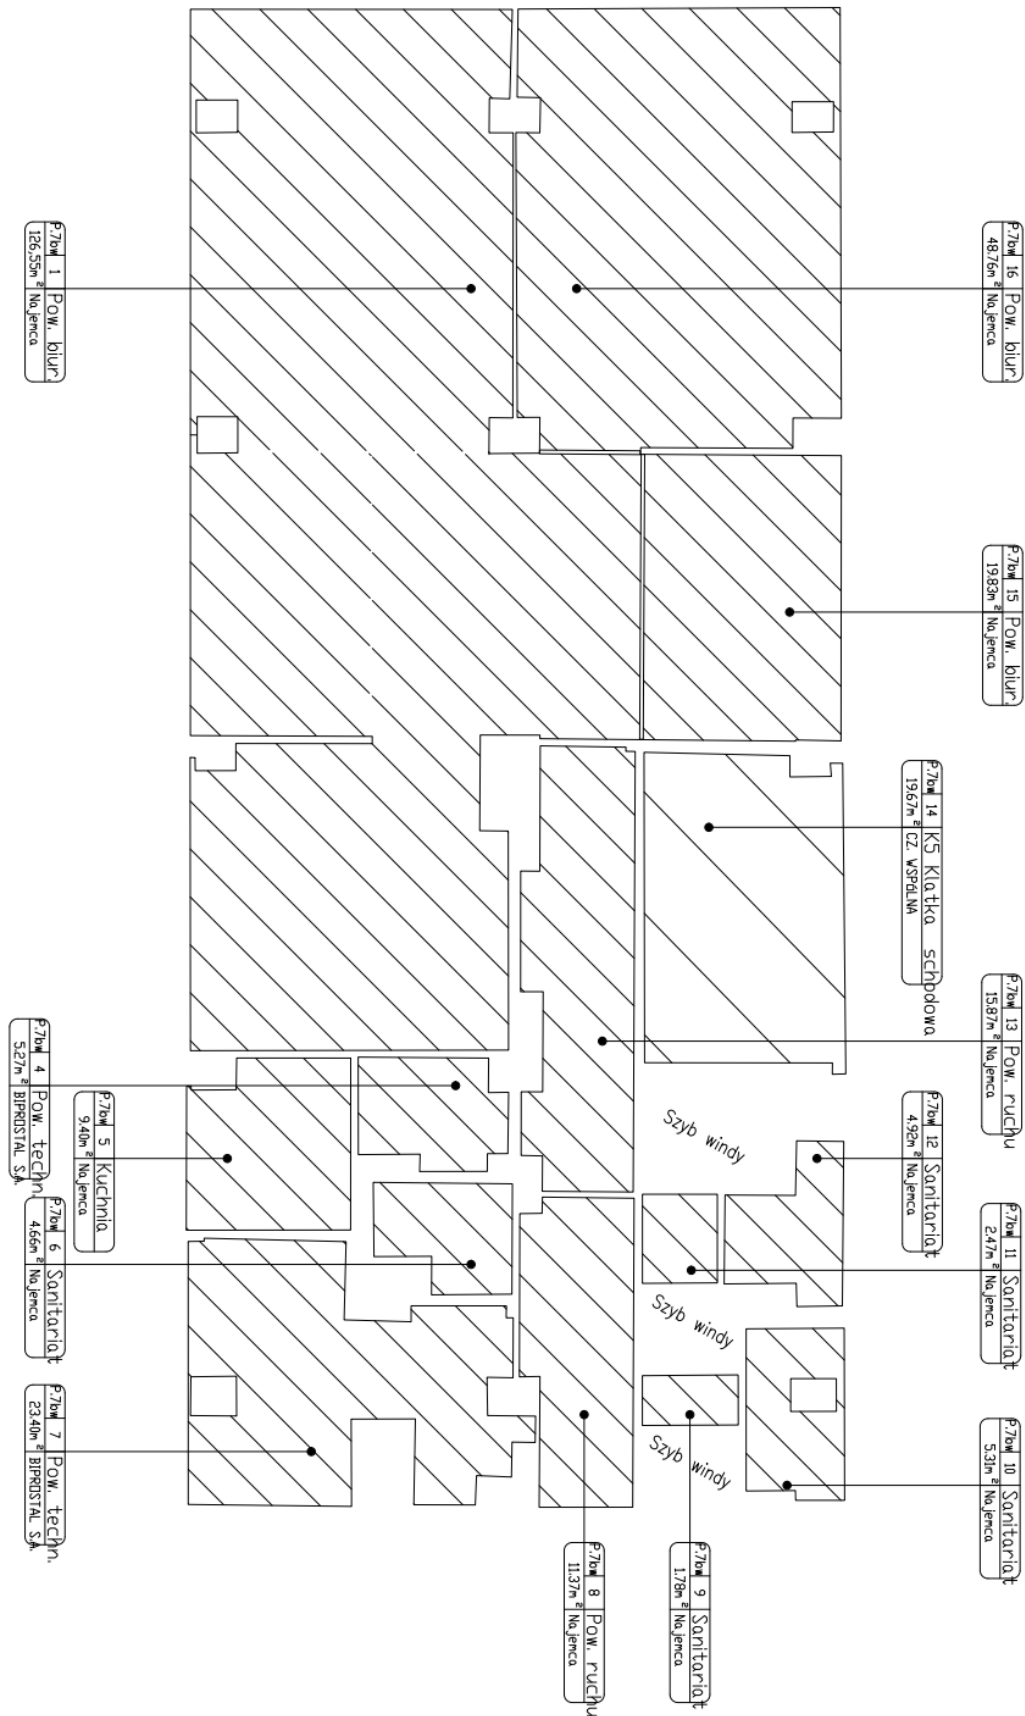 P.7bw 16 Pow. biur.
48.76m² Najemca
P.7bw 1 Pow. biur.
126.55m² Najemca
P.7bw 15 Pow. biur.
19.83m² Najemca
P.7bw 14 K5 Klatka schodowa
19.67m² CZ. WSPÓLNA
P.7bw 13 Pow. ruchu
15.87m² Najemca
P.7bw 4 Pow. techn.
5.27m² BIPROSTAL S.A.
P.7bw 5 Kuchnia
9.40m² Najemca
Szyb windy
P.7bw 12 Sanitariat
4.92m² Najemca
P.7bw 6 Sanitariat
4.66m² Najemca
P.7bw 11 Sanitariat
2.47m² Najemca
Szyb windy
P.7bw 7 Pow. techn.
23.40m² BIPROSTAL S.A.
Szyb windy
P.7bw 10 Sanitariat
5.31m² Najemca
P.7bw 8 Pow. ruchu
11.37m² Najemca
P.7bw 9 Sanitariat
1.78m² Najemca